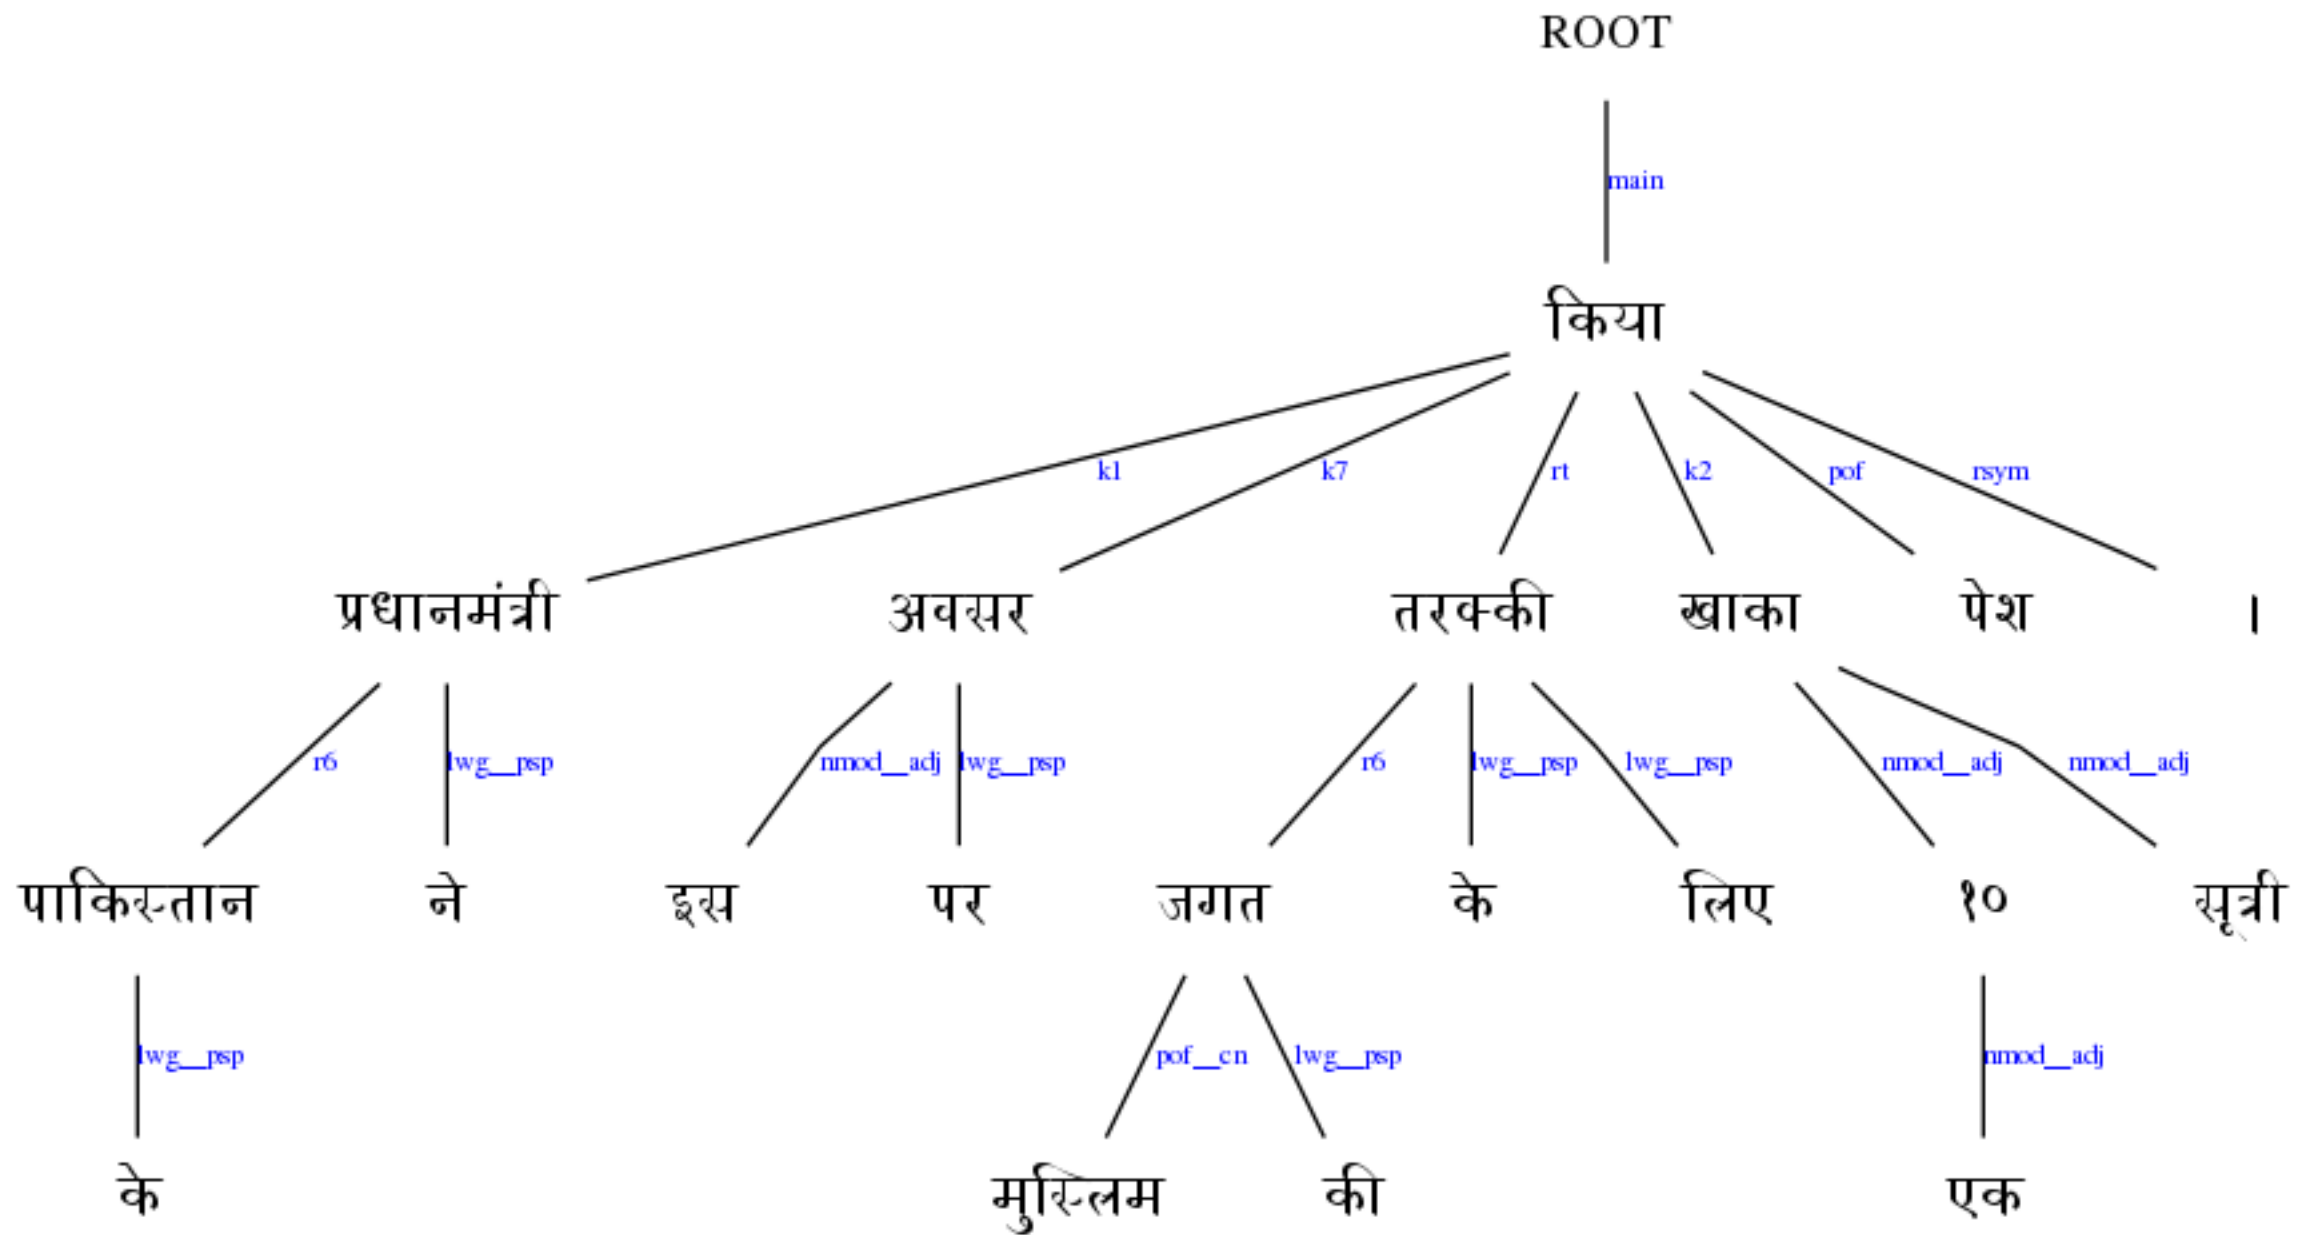 ROOT
main
किया
k1 k7 rt k2 pof rsym
प्रधानमंत्री अवसर तरक्की खाका पेश ।
r6 lwg__psp nmod__adj lwg__psp r6 lwg__psp lwg__psp nmod__adj nmod__adj
पाकिस्तान ने इस पर जगत के लिए १० सूत्री
lwg__psp pof__cn lwg__psp nmod__adj
के मुस्लिम की एक